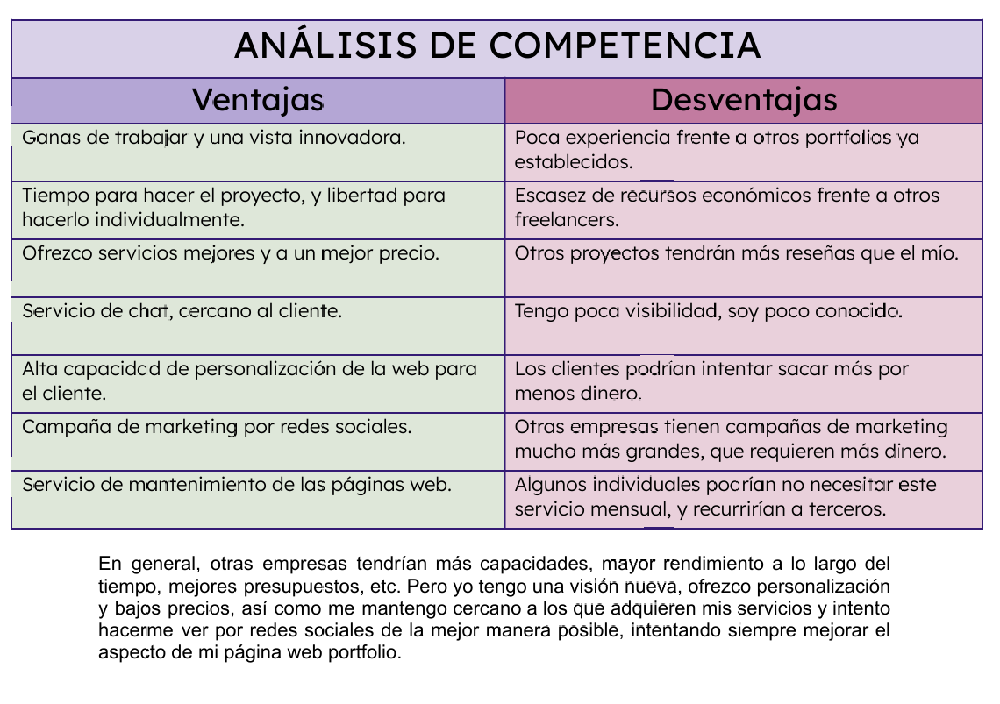 ANÁLISIS DE COMPETENCIA
Ventajas
Desventajas
Ganas de trabajar y una vista innovadora.
Poca experiencia frente a otros portfolios ya
establecidos.
Tiempo para hacer el proyecto, y libertad para
hacerlo individualmente.
Escasez de recursos económicos frente a otros
freelancers.
Ofrezco servicios mejores y a un mejor precio.
Otros proyectos tendrán más reseñas que el mío.
Servicio de chat, cercano al cliente.
Tengo poca visibilidad, soy poco conocido.
Alta capacidad de personalización de la web para
el cliente.
Los clientes podrían intentar sacar más por
menos dinero.
Campaña de marketing por redes sociales.
Otras empresas tienen campañas de marketing
mucho más grandes, que requieren más dinero.
Servicio de mantenimiento de las páginas web.
Algunos individuales podrían no necesitar este
servicio mensual, y recurrirían a terceros.
En general, otras empresas tendrían más capacidades, mayor rendimiento a lo largo del
tiempo, mejores presupuestos, etc. Pero yo tengo una visión nueva, ofrezco personalización
y bajos precios, así como me mantengo cercano a los que adquieren mis servicios y intento
hacerme ver por redes sociales de la mejor manera posible, intentando siempre mejorar el
aspecto de mi página web portfolio.